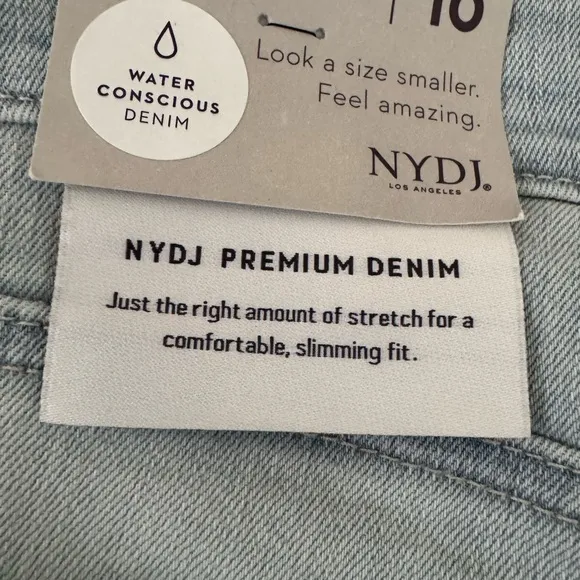 WATER
CONSCIOUS
DENIM
10
Look a size smaller.
Feel amazing.
NYDJ®
LOS ANGELES
NYDJ PREMIUM DENIM
Just the right amount of stretch for a
comfortable, slimming fit.